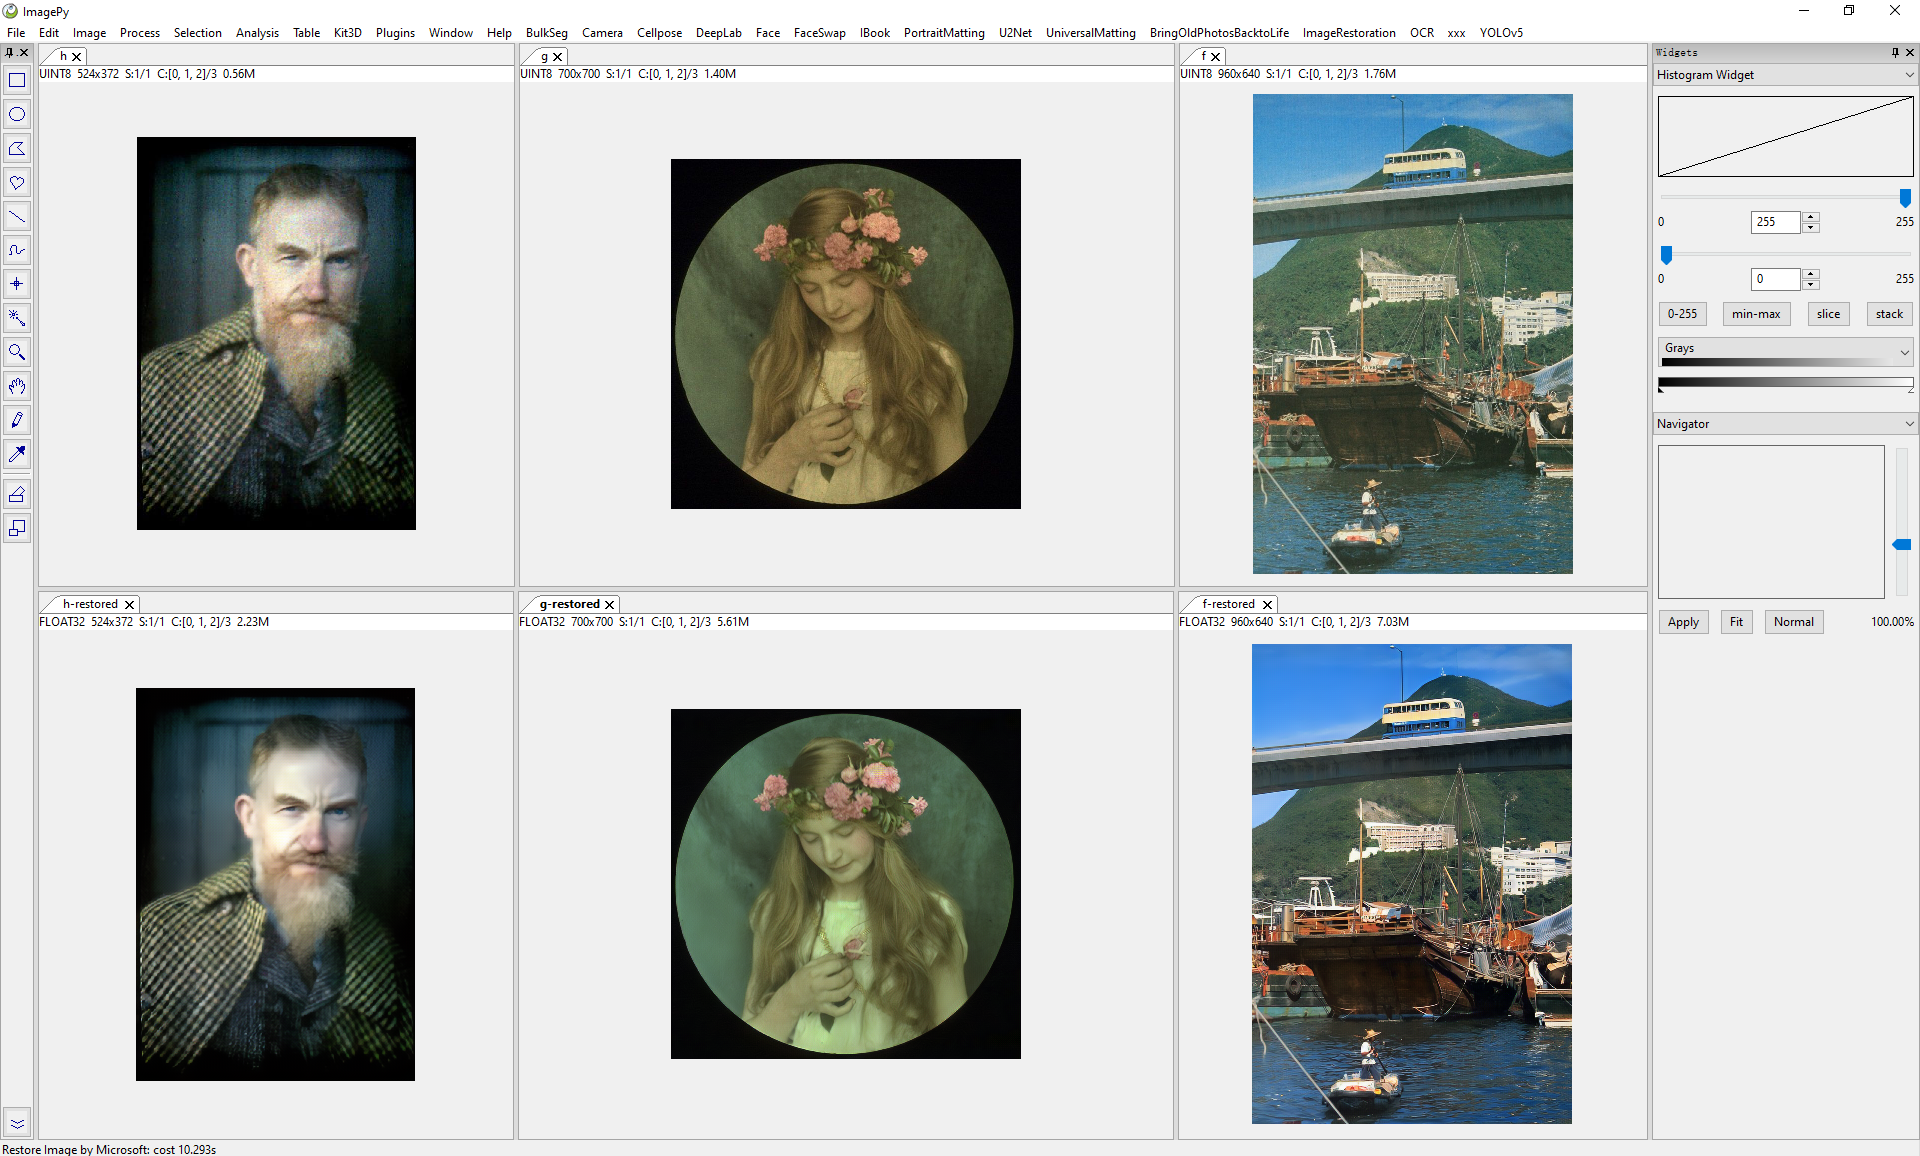 ImagePy
File Edit Image Process Selection Analysis Table Kit3D Plugins Window Help BulkSeg Camera Cellpose DeepLab Face FaceSwap IBook PortraitMatting U2Net UniversalMatting BringOldPhotosBacktoLife ImageRestoration OCR xxx YOLOv5
h
UINT8 524x372 S:1/1 C:[0, 1, 2]/3 0.56M
g
UINT8 700x700 S:1/1 C:[0, 1, 2]/3 1.40M
f
UINT8 960x640 S:1/1 C:[0, 1, 2]/3 1.76M
h-restored
FLOAT32 524x372 S:1/1 C:[0, 1, 2]/3 2.23M
g-restored
FLOAT32 700x700 S:1/1 C:[0, 1, 2]/3 5.61M
f-restored
FLOAT32 960x640 S:1/1 C:[0, 1, 2]/3 7.03M
Widgets
Histogram Widget
0 255 255
0 0 255
0-255 min-max slice stack
Grays
Navigator
Apply Fit Normal 100.00%
Restore Image by Microsoft: cost 10.293s